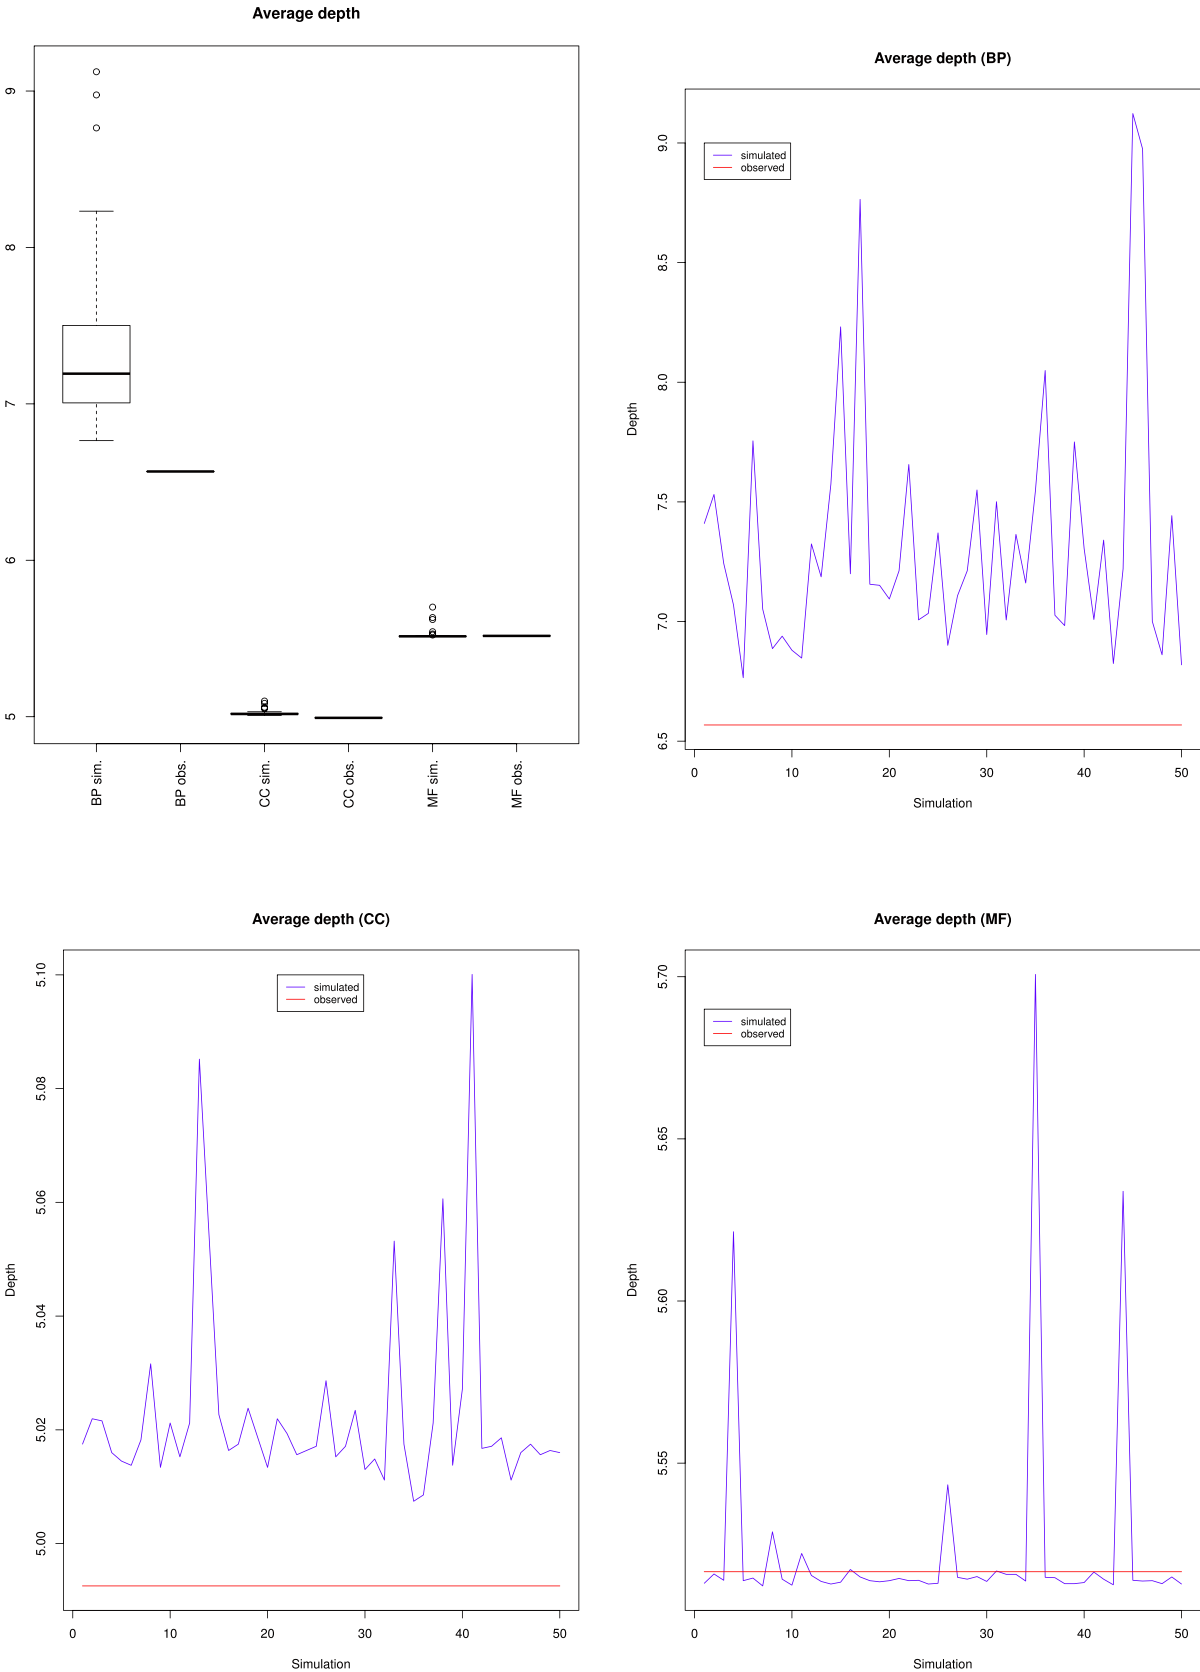 Average depth
9
8
7
6
5
BP sim.
BP obs.
CC sim.
CC obs.
MF sim.
MF obs.
Average depth (BP)
simulated
observed
Depth
9.0
8.5
8.0
7.5
7.0
6.5
0 10 20 30 40 50
Simulation
Average depth (CC)
simulated
observed
Depth
5.10
5.08
5.06
5.04
5.02
5.00
0 10 20 30 40 50
Simulation
Average depth (MF)
simulated
observed
Depth
5.70
5.65
5.60
5.55
0 10 20 30 40 50
Simulation